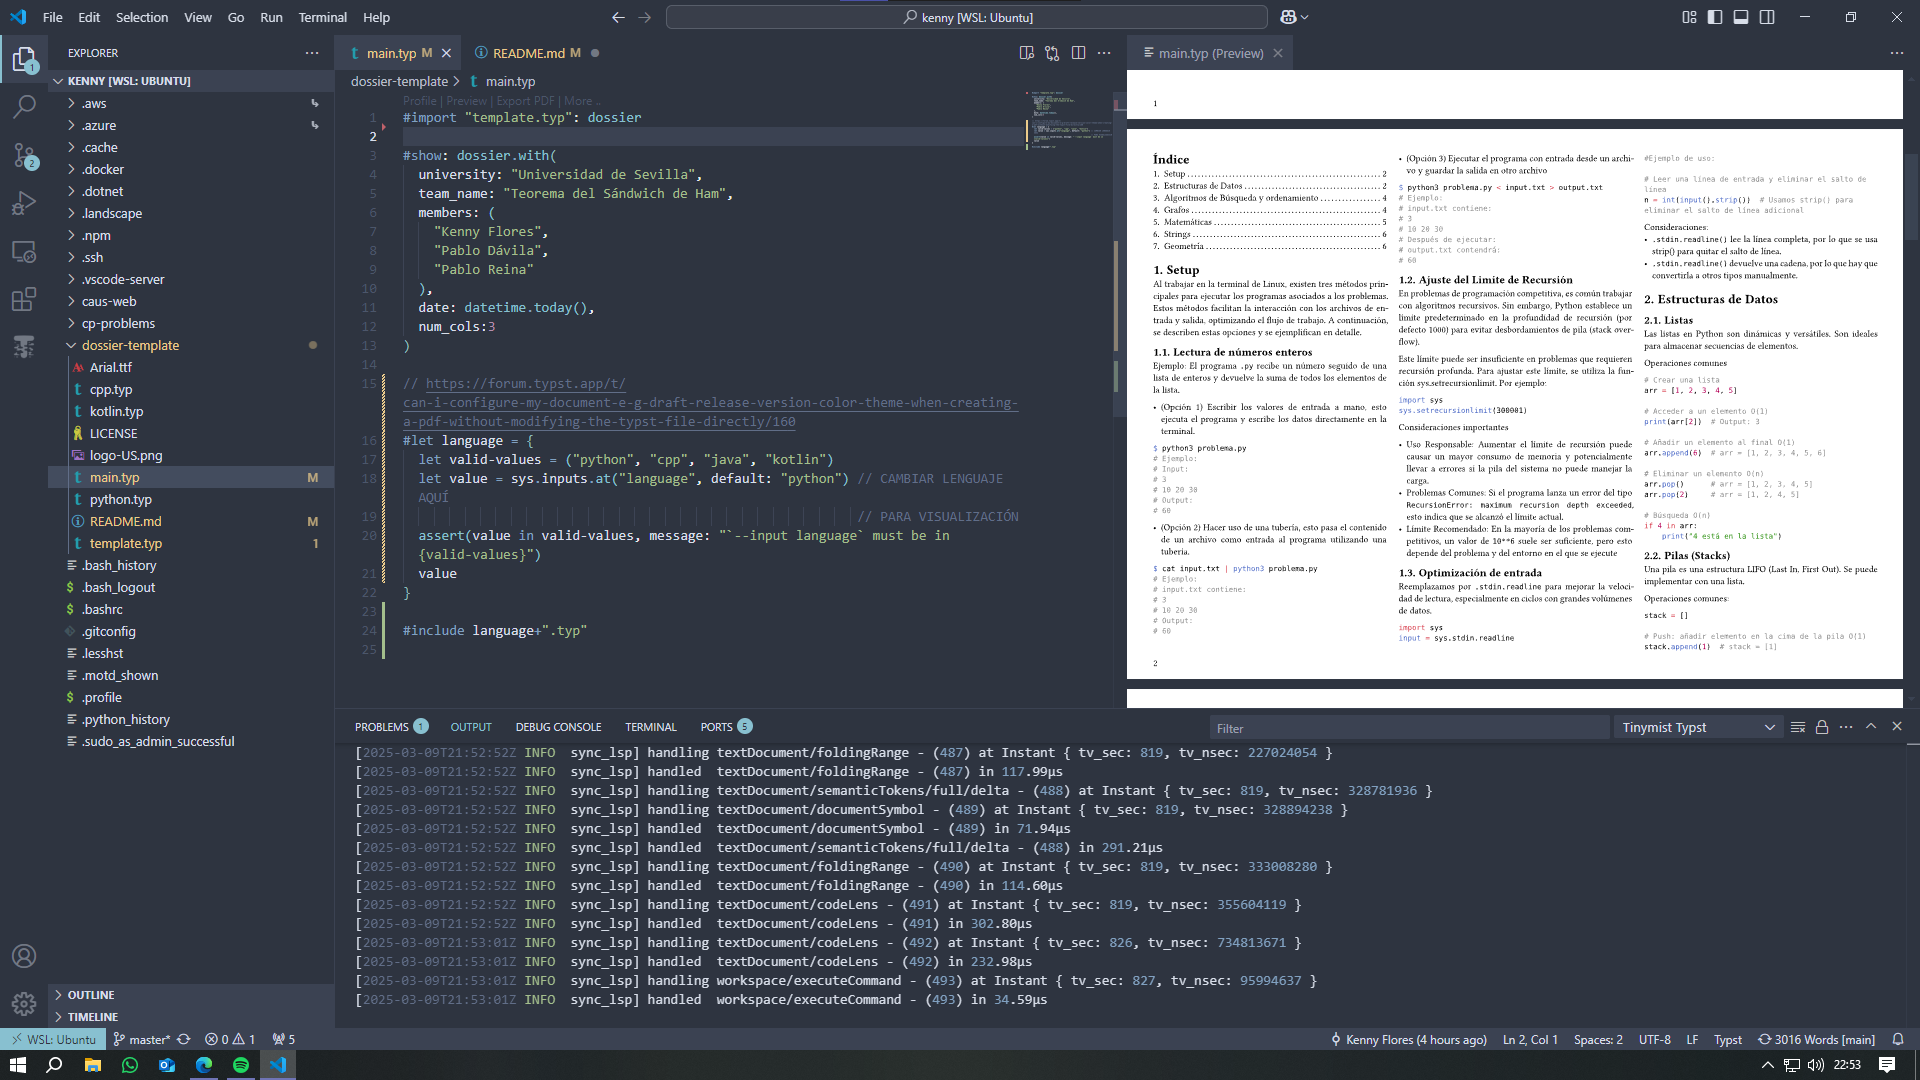 File Edit Selection View Go Run Terminal Help
kenny [WSL: Ubuntu]
EXPLORER
KENNY [WSL: UBUNTU]
.aws
.azure
.cache
.docker
.dotnet
.landscape
.npm
.ssh
.vscode-server
caus-web
cp-problems
dossier-template
Arial.ttf
cpp.typ
kotlin.typ
LICENSE
logo-US.png
main.typ M
python.typ
README.md M
template.typ 1
.bash_history
.bash_logout
.bashrc
.gitconfig
.lesshst
.motd_shown
.profile
.python_history
.sudo_as_admin_successful
OUTLINE
TIMELINE
main.typ M
README.md M
dossier-template > main.typ
Profile | Preview | Export PDF | More ..
1 #import "template.typ": dossier
2
3 #show: dossier.with(
4 university: "Universidad de Sevilla",
5 team_name: "Teorema del Sándwich de Ham",
6 members: (
7 "Kenny Flores",
8 "Pablo Dávila",
9 "Pablo Reina"
10 ),
11 date: datetime.today(),
12 num_cols:3
13 )
14
15 // https://forum.typst.app/t/
can-i-configure-my-document-e-g-draft-release-version-color-theme-when-creating-
a-pdf-without-modifying-the-typst-file-directly/160
16 #let language = {
17 let valid-values = ("python", "cpp", "java", "kotlin")
18 let value = sys.inputs.at("language", default: "python") // CAMBIAR LENGUAJE
AQUÍ
19 // PARA VISUALIZACIÓN
20 assert(value in valid-values, message: "`--input language` must be in
{valid-values}")
21 value
22 }
23
24 #include language+".typ"
25
main.typ (Preview)
1
Índice
1. Setup 2
2. Estructuras de Datos 2
3. Algoritmos de Búsqueda y ordenamiento 4
4. Grafos 4
5. Matemáticas 5
6. Strings 6
7. Geometría 6
1. Setup
Al trabajar en la terminal de Linux, existen tres métodos prin-
cipales para ejecutar los programas asociados a los problemas.
Estos métodos facilitan la interacción con los archivos de en-
trada y salida, optimizando el flujo de trabajo. A continuación,
se describen estas opciones y se ejemplifican en detalle.
1.1. Lectura de números enteros
Ejemplo: El programa .py recibe un número seguido de una
lista de enteros y devuelve la suma de todos los elementos de
la lista.
• (Opción 1) Escribir los valores de entrada a mano, esto
ejecuta el programa y escribe los datos directamente en la
terminal.
$ python3 problema.py
# Ejemplo:
# Input:
# 3
# 10 20 30
# Output:
# 60
• (Opción 2) Hacer uso de una tubería, esto pasa el contenido
de un archivo como entrada al programa utilizando una
tubería.
$ cat input.txt | python3 problema.py
# Ejemplo:
# input.txt contiene:
# 3
# 10 20 30
# Output:
# 60
2
• (Opción 3) Ejecutar el programa con entrada desde un archi-
vo y guardar la salida en otro archivo
$ python3 problema.py < input.txt > output.txt
# Ejemplo:
# input.txt contiene:
# 3
# 10 20 30
# Después de ejecutar:
# output.txt contendrá:
# 60
1.2. Ajuste del Límite de Recursión
En problemas de programación competitiva, es común trabajar
con algoritmos recursivos. Sin embargo, Python establece un
límite predeterminado en la profundidad de recursión (por
defecto 1000) para evitar desbordamientos de pila (stack over-
flow).
Este límite puede ser insuficiente en problemas que requieren
recursión profunda. Para ajustar este límite, se utiliza la fun-
ción sys.setrecursionlimit. Por ejemplo:
import sys
sys.setrecursionlimit(300001)
Consideraciones importantes
• Uso Responsable: Aumentar el límite de recursión puede
causar un mayor consumo de memoria y potencialmente
llevar a errores si la pila del sistema no puede manejar la
carga.
• Problemas Comunes: Si el programa lanza un error del tipo
RecursionError: maximum recursion depth exceeded,
esto indica que se alcanzó el límite actual.
• Límite Recomendado: En la mayoría de los problemas com-
petitivos, un valor de 10**6 suele ser suficiente, pero esto
depende del problema y del entorno en el que se ejecute
1.3. Optimización de entrada
Reemplazamos por .stdin.readline para mejorar la veloci-
dad de lectura, especialmente en ciclos con grandes volúmenes
de datos.
import sys
input = sys.stdin.readline
#Ejemplo de uso:
# Leer una línea de entrada y eliminar el salto de
línea
n = int(input().strip()) # Usamos strip() para
eliminar el salto de línea adicional
Consideraciones:
• .stdin.readline() lee la línea completa, por lo que se usa
strip() para quitar el salto de línea.
• .stdin.readline() devuelve una cadena, por lo que hay que
convertirla a otros tipos manualmente.
2. Estructuras de Datos
2.1. Listas
Las listas en Python son dinámicas y versátiles. Son ideales
para almacenar secuencias de elementos.
Operaciones comunes
# Crear una lista
arr = [1, 2, 3, 4, 5]
# Acceder a un elemento O(1)
print(arr[2]) # Output: 3
# Añadir un elemento al final O(1)
arr.append(6) # arr = [1, 2, 3, 4, 5, 6]
# Eliminar un elemento O(n)
arr.pop() # arr = [1, 2, 3, 4, 5]
arr.pop(2) # arr = [1, 2, 4, 5]
# Búsqueda O(n)
if 4 in arr:
print("4 está en la lista")
2.2. Pilas (Stacks)
Una pila es una estructura LIFO (Last In, First Out). Se puede
implementar con una lista.
Operaciones comunes:
stack = []
# Push: añadir elemento en la cima de la pila O(1)
stack.append(1) # stack = [1]
PROBLEMS 1 OUTPUT DEBUG CONSOLE TERMINAL PORTS 5
Filter
Tinymist Typst
[2025-03-09T21:52:52Z INFO sync_lsp] handling textDocument/foldingRange - (487) at Instant { tv_sec: 819, tv_nsec: 227024054 }
[2025-03-09T21:52:52Z INFO sync_lsp] handled textDocument/foldingRange - (487) in 117.99µs
[2025-03-09T21:52:52Z INFO sync_lsp] handling textDocument/semanticTokens/full/delta - (488) at Instant { tv_sec: 819, tv_nsec: 328781936 }
[2025-03-09T21:52:52Z INFO sync_lsp] handling textDocument/documentSymbol - (489) at Instant { tv_sec: 819, tv_nsec: 328894238 }
[2025-03-09T21:52:52Z INFO sync_lsp] handled textDocument/documentSymbol - (489) in 71.94µs
[2025-03-09T21:52:52Z INFO sync_lsp] handled textDocument/semanticTokens/full/delta - (488) in 291.21µs
[2025-03-09T21:52:52Z INFO sync_lsp] handling textDocument/foldingRange - (490) at Instant { tv_sec: 819, tv_nsec: 333008280 }
[2025-03-09T21:52:52Z INFO sync_lsp] handled textDocument/foldingRange - (490) in 114.60µs
[2025-03-09T21:52:52Z INFO sync_lsp] handling textDocument/codeLens - (491) at Instant { tv_sec: 819, tv_nsec: 355604119 }
[2025-03-09T21:52:52Z INFO sync_lsp] handled textDocument/codeLens - (491) in 302.80µs
[2025-03-09T21:53:01Z INFO sync_lsp] handling textDocument/codeLens - (492) at Instant { tv_sec: 826, tv_nsec: 734813671 }
[2025-03-09T21:53:01Z INFO sync_lsp] handled textDocument/codeLens - (492) in 232.98µs
[2025-03-09T21:53:01Z INFO sync_lsp] handling workspace/executeCommand - (493) at Instant { tv_sec: 827, tv_nsec: 95994637 }
[2025-03-09T21:53:01Z INFO sync_lsp] handled workspace/executeCommand - (493) in 34.59µs
WSL: Ubuntu master* 0 1 5
Kenny Flores (4 hours ago) Ln 2, Col 1 Spaces: 2 UTF-8 LF Typst 3016 Words [main]
22:53